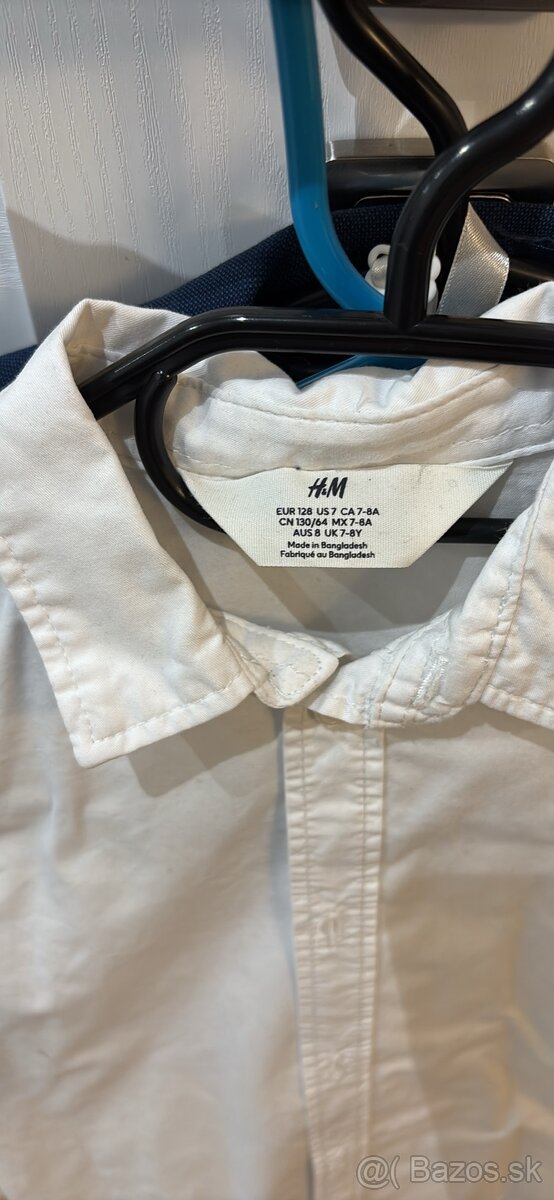 H&M
EUR 128 US 7 CA 7-8A
CN 130/64 MX 7-8A
AUS 8 UK 7-8Y
Made in Bangladesh
Fabriqué au Bangladesh
@( Bazos.sk